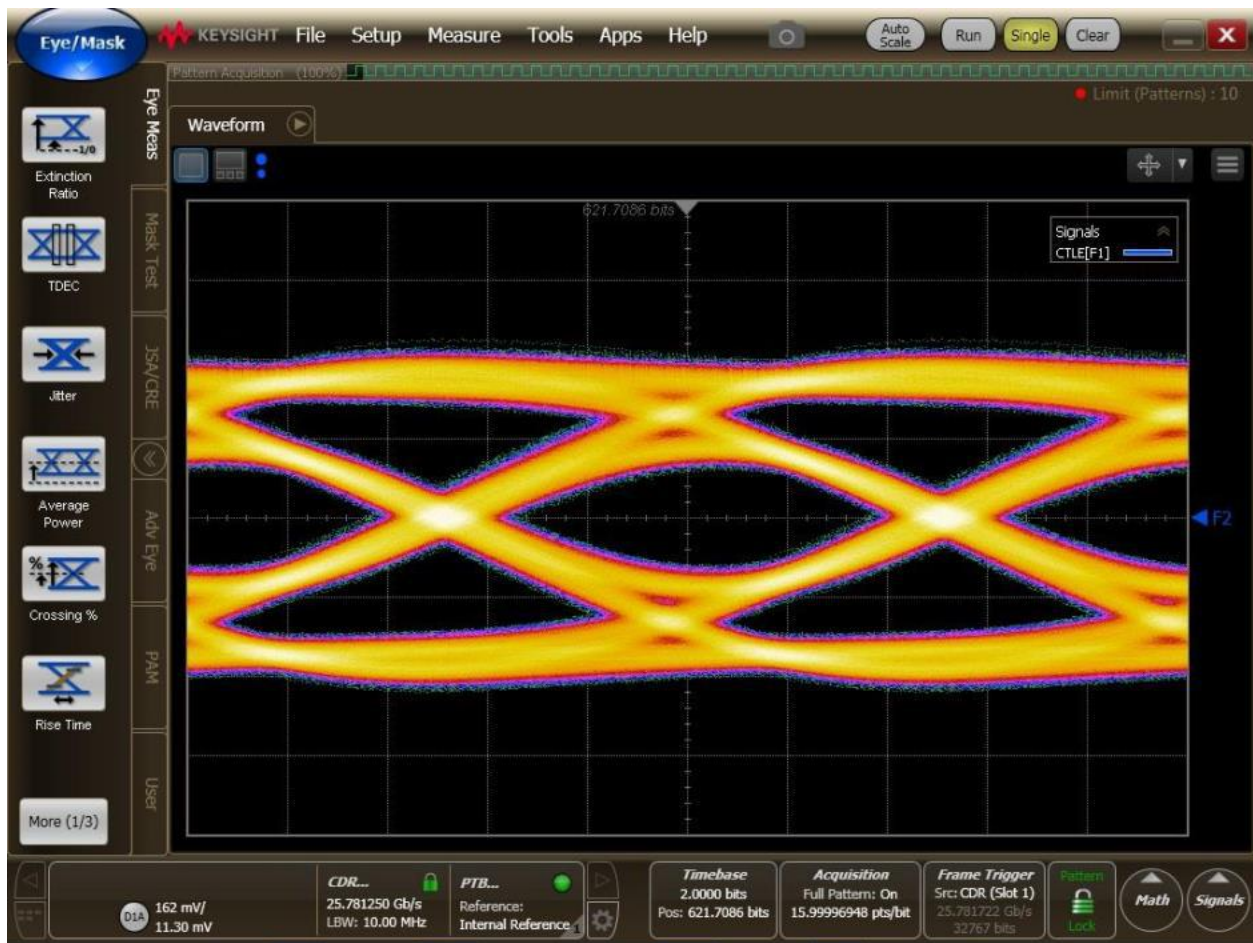 Eye/Mask
KEYSIGHT File Setup Measure Tools Apps Help
Auto Scale
Run
Single
Clear
Pattern Acquisition (100%)
Limit (Patterns) : 10
Waveform
Eye Meas
Mask Test
JSA/CRE
Adv Eye
PAM
User
1/0
Extinction
Ratio
TDEC
Jitter
Average
Power
%
Crossing %
Rise Time
More (1/3)
621.7086 bits
Signals
CTLE[F1]
F2
D1A
162 mV/
11.30 mV
CDR...
25.781250 Gb/s
LBW: 10.00 MHz
PTB...
Reference:
Internal Reference
1
Timebase
2.0000 bits
Pos: 621.7086 bits
Acquisition
Full Pattern: On
15.99996948 pts/bit
Frame Trigger
Src: CDR (Slot 1)
25.781722 Gb/s
32767 bits
Pattern
Lock
Math
Signals